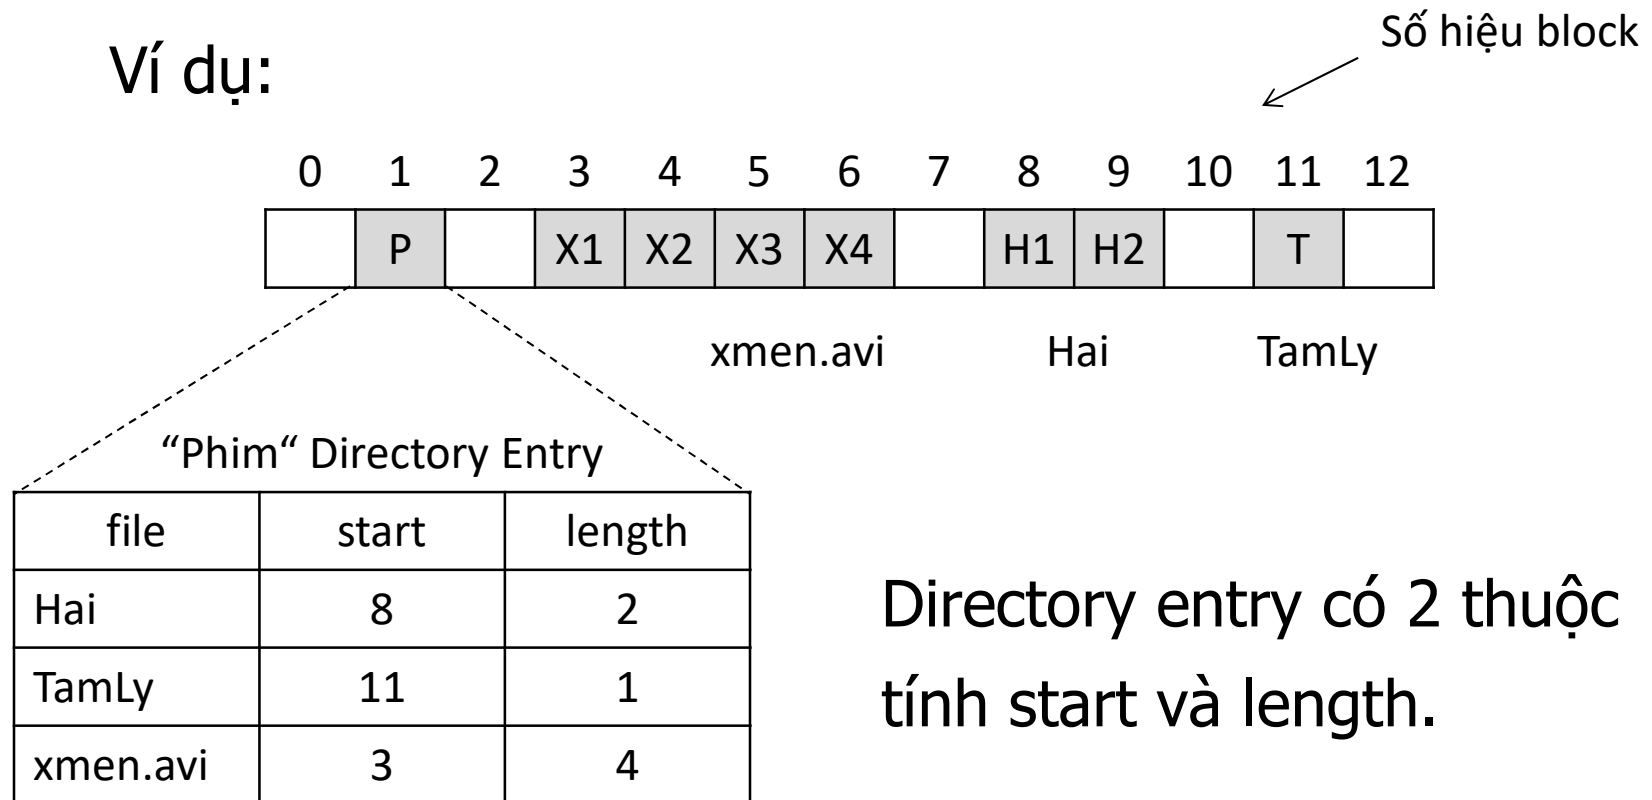 Số hiệu block
Ví dụ:
0 1 2 3 4 5 6 7 8 9 10 11 12
P X1 X2 X3 X4 H1 H2 T
xmen.avi Hai TamLy
“Phim“ Directory Entry
file start length
Hai 8 2
TamLy 11 1
xmen.avi 3 4
Directory entry có 2 thuộc
tính start và length.